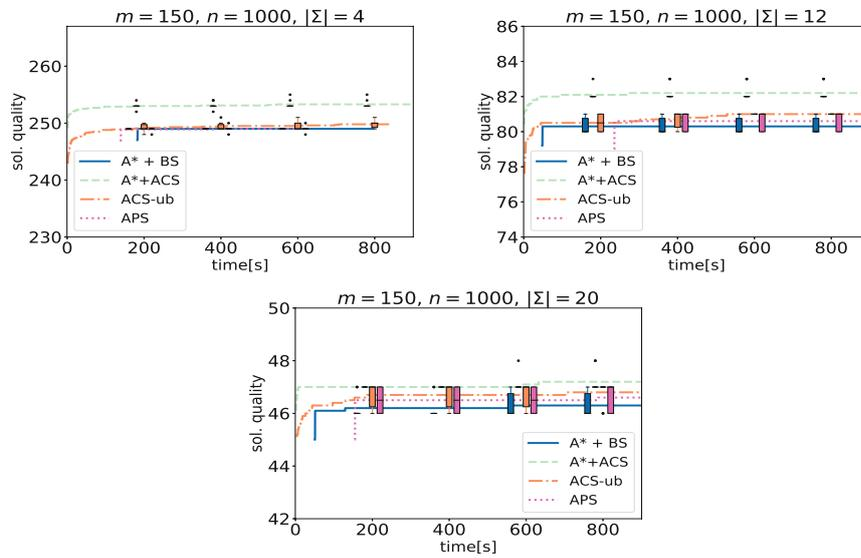 m = 150, n = 1000, |Σ| = 4
sol. quality
260
250
240
230
0
200
400
600
800
time[s]
A* + BS
A*+ACS
ACS-ub
APS
m = 150, n = 1000, |Σ| = 12
sol. quality
86
84
82
80
78
76
74
0
200
400
600
800
time[s]
A* + BS
A*+ACS
ACS-ub
APS
m = 150, n = 1000, |Σ| = 20
sol. quality
50
48
46
44
42
0
200
400
600
800
time[s]
A* + BS
A*+ACS
ACS-ub
APS